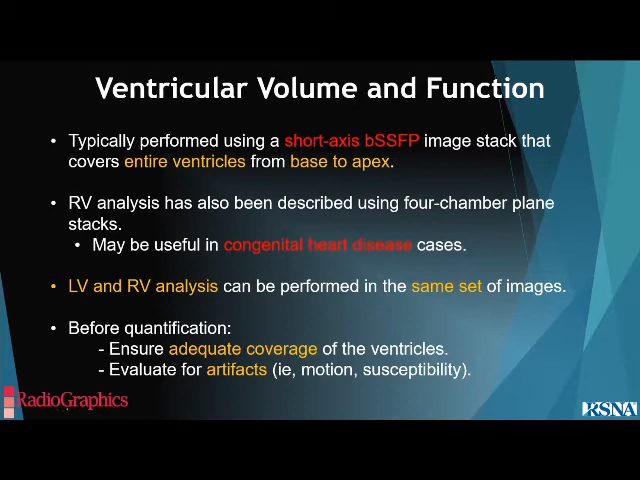 Ventricular Volume and Function
• Typically performed using a short-axis bSSFP image stack that
covers entire ventricles from base to apex.
• RV analysis has also been described using four-chamber plane
stacks.
• May be useful in congenital heart disease cases.
• LV and RV analysis can be performed in the same set of images.
• Before quantification:
- Ensure adequate coverage of the ventricles.
- Evaluate for artifacts (ie, motion, susceptibility).
RadioGraphics
RSNA